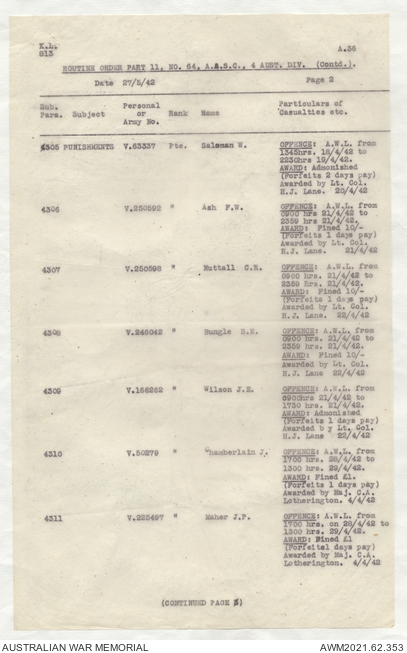 K.L. A.36
813
ROUTINE ORDER PART 11, NO. 64, A.A.S.C., 4 AUST. DIV. (Contd.).
Date 27/5/42 Page 2
Sub. Para. Subject Personal or Army No. Rank Name Particulars of Casualties etc.
4305 PUNISHMENTS V.63337 Pte. Saleman W. OFFENCE: A.W.L. from
1345hrs. 18/4/42 to
2230hrs 19/4/42.
AWARD: Admonished
(Forfeits 2 days pay)
Awarded by Lt. Col.
H.J. Lane. 20/4/42
4306 V.250592 " Ash F.W. OFFENCE: A.W.L. from
0900 hrs 21/4/42 to
2359 hrs 21/4/42.
AWARD: Fined 10/-
(Forfeits 1 days pay)
Awarded by Lt. Col.
H.J. Lane. 21/4/42
4307 V.250598 " Nuttall C.R. OFFENCE: A.W.L. from
0900 hrs. 21/4/42 to
2359 hrs. 21/4/42.
AWARD: Fined 10/-
(Forfeits 1 days pay)
Awarded by Lt. Col.
H.J. Lane. 22/4/42
4308 V.246042 " Bungle OFFENCE: A.W.L. from
0900 hrs. 21/4/42 to
2359 hrs. 21/4/42.
AWARD: Fined 10/-
Awarded by Lt. Col.
H.J. Lane 22/4/42
4309 " Wilson J.E. OFFENCE: A.W.L. from
0900hrs 21/4/42 to
1730 hrs. 21/4/42.
AWARD: Admonished
(Forfeits 1 days pay)
Awarded b y Lt. Col.
H.J. Lane 22/4/42
4310 V.50279 " Chamberlain J. OFFENCE: A.W.L. from
1700 hrs. 28/4/42 to
1300 hrs. 29/4/42.
AWARD: Fined £1.
(Forfeits 1 days pay)
Awarded by Maj. C.A.
Lotherington. 4/4/42
4311 V.225497 " Maher J.P. OFFENCE: A.W.L. from
1700 hrs. on 28/4/42 to
1300 hrs. 29/4/42.
AWARD: Fined £1
(Forfeits1 days pay)
Awarded by Maj. C.A.
Lotherington. 4/4/42
(CONTINUED PAGE )
AUSTRALIAN WAR MEMORIAL AWM2021.62.353